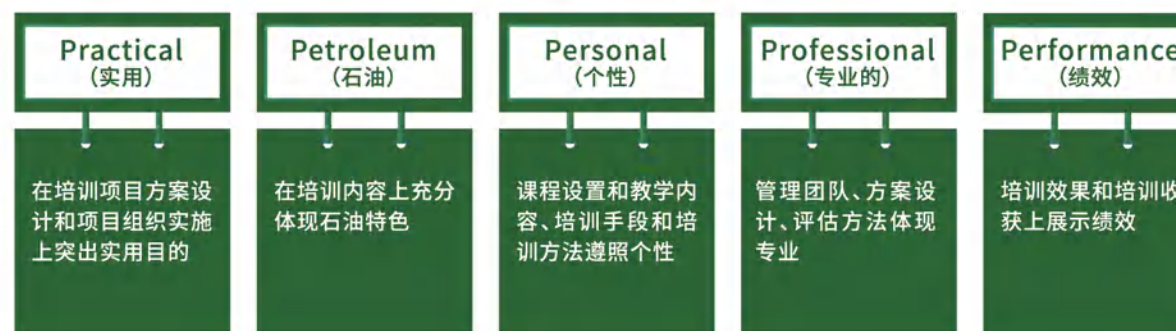 Practical
（实用）
在培训项目方案设
计和项目组织实施
上突出实用目的
Petroleum
（石油）
在培训内容上充分
体现石油特色
Personal
（个性）
课程设置和教学内
容、培训手段和培
训方法遵照个性
Professional
（专业的）
管理团队、方案设
计、评估方法体现
专业
Performance
（绩效）
培训效果和培训收
获上展示绩效